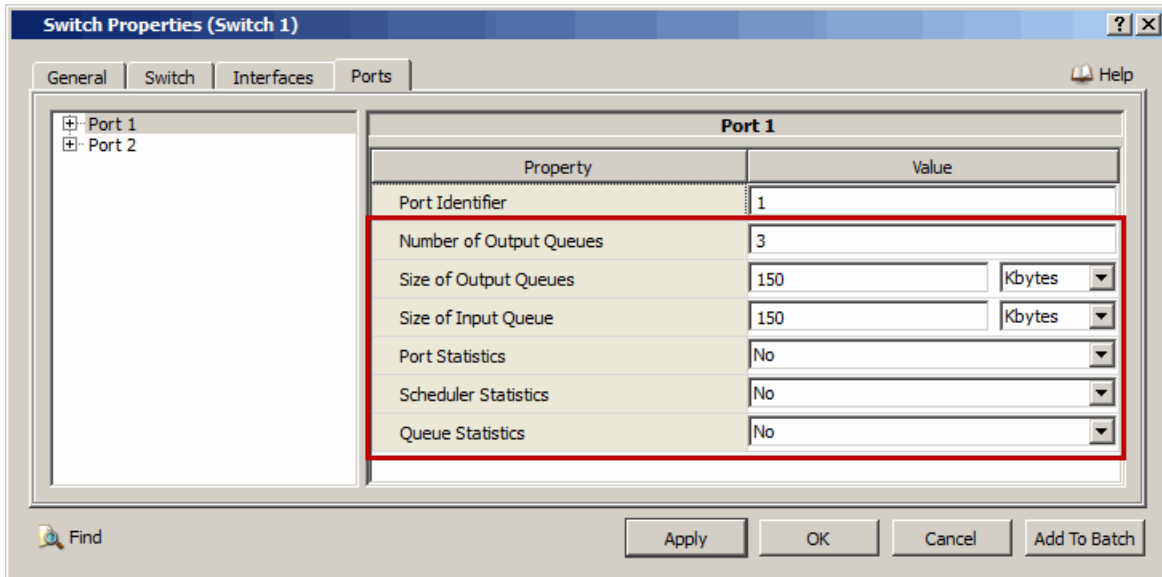 Switch Properties (Switch 1)
General Switch Interfaces Ports Help
Port 1
Port 2
Port 1
Property Value
Port Identifier 1
Number of Output Queues 3
Size of Output Queues 150 Kbytes
Size of Input Queue 150 Kbytes
Port Statistics No
Scheduler Statistics No
Queue Statistics No
Find Apply OK Cancel Add To Batch